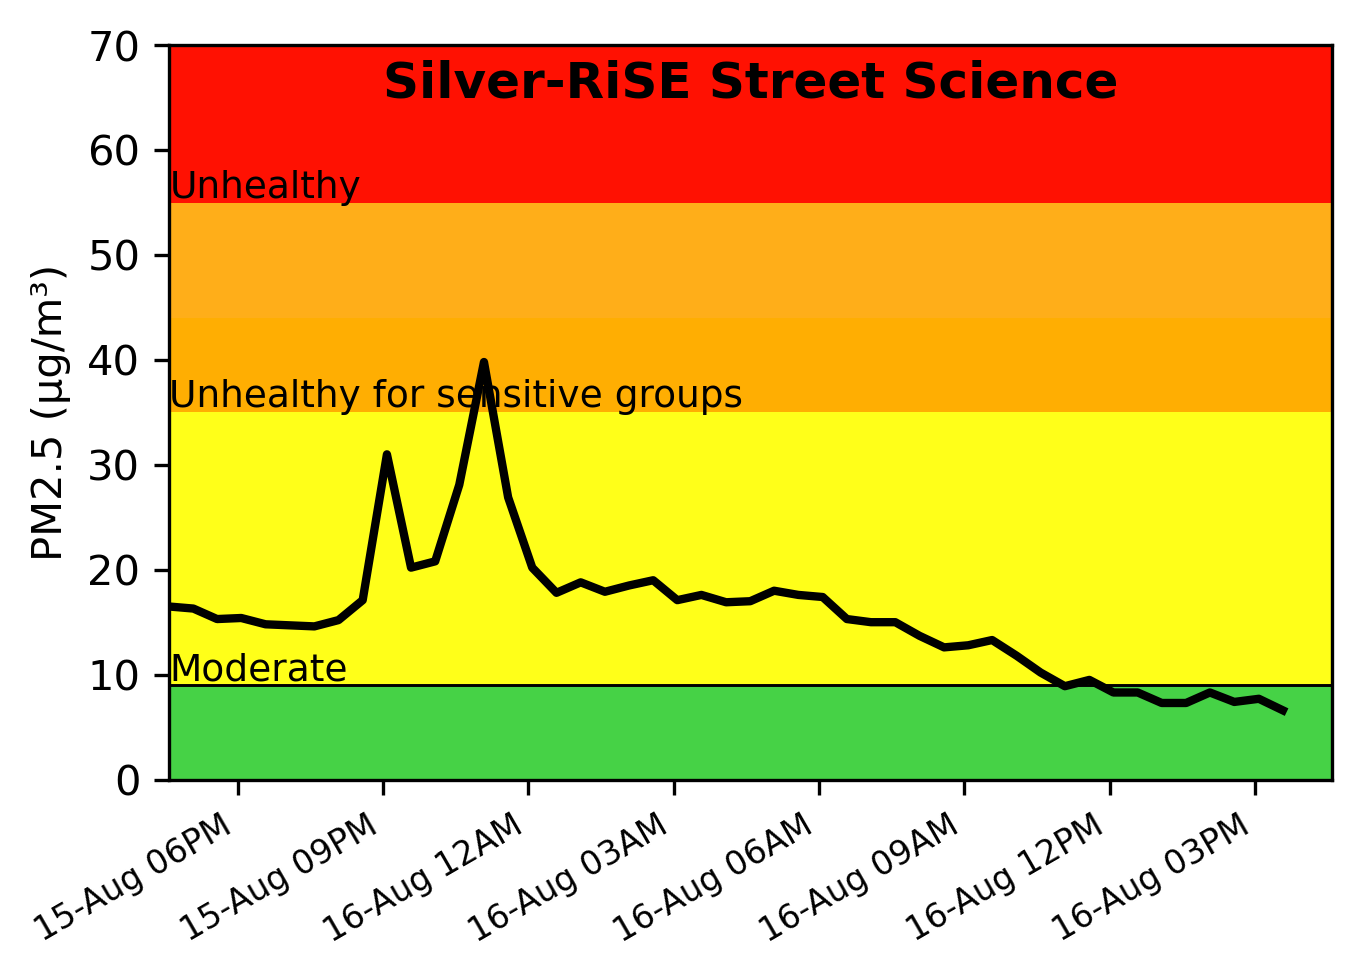 Silver-RiSE Street Science
70
60
50
40
30
20
10
0
PM2.5 (µg/m³)
Unhealthy
Unhealthy for sensitive groups
Moderate
15-Aug 06PM
15-Aug 09PM
16-Aug 12AM
16-Aug 03AM
16-Aug 06AM
16-Aug 09AM
16-Aug 12PM
16-Aug 03PM